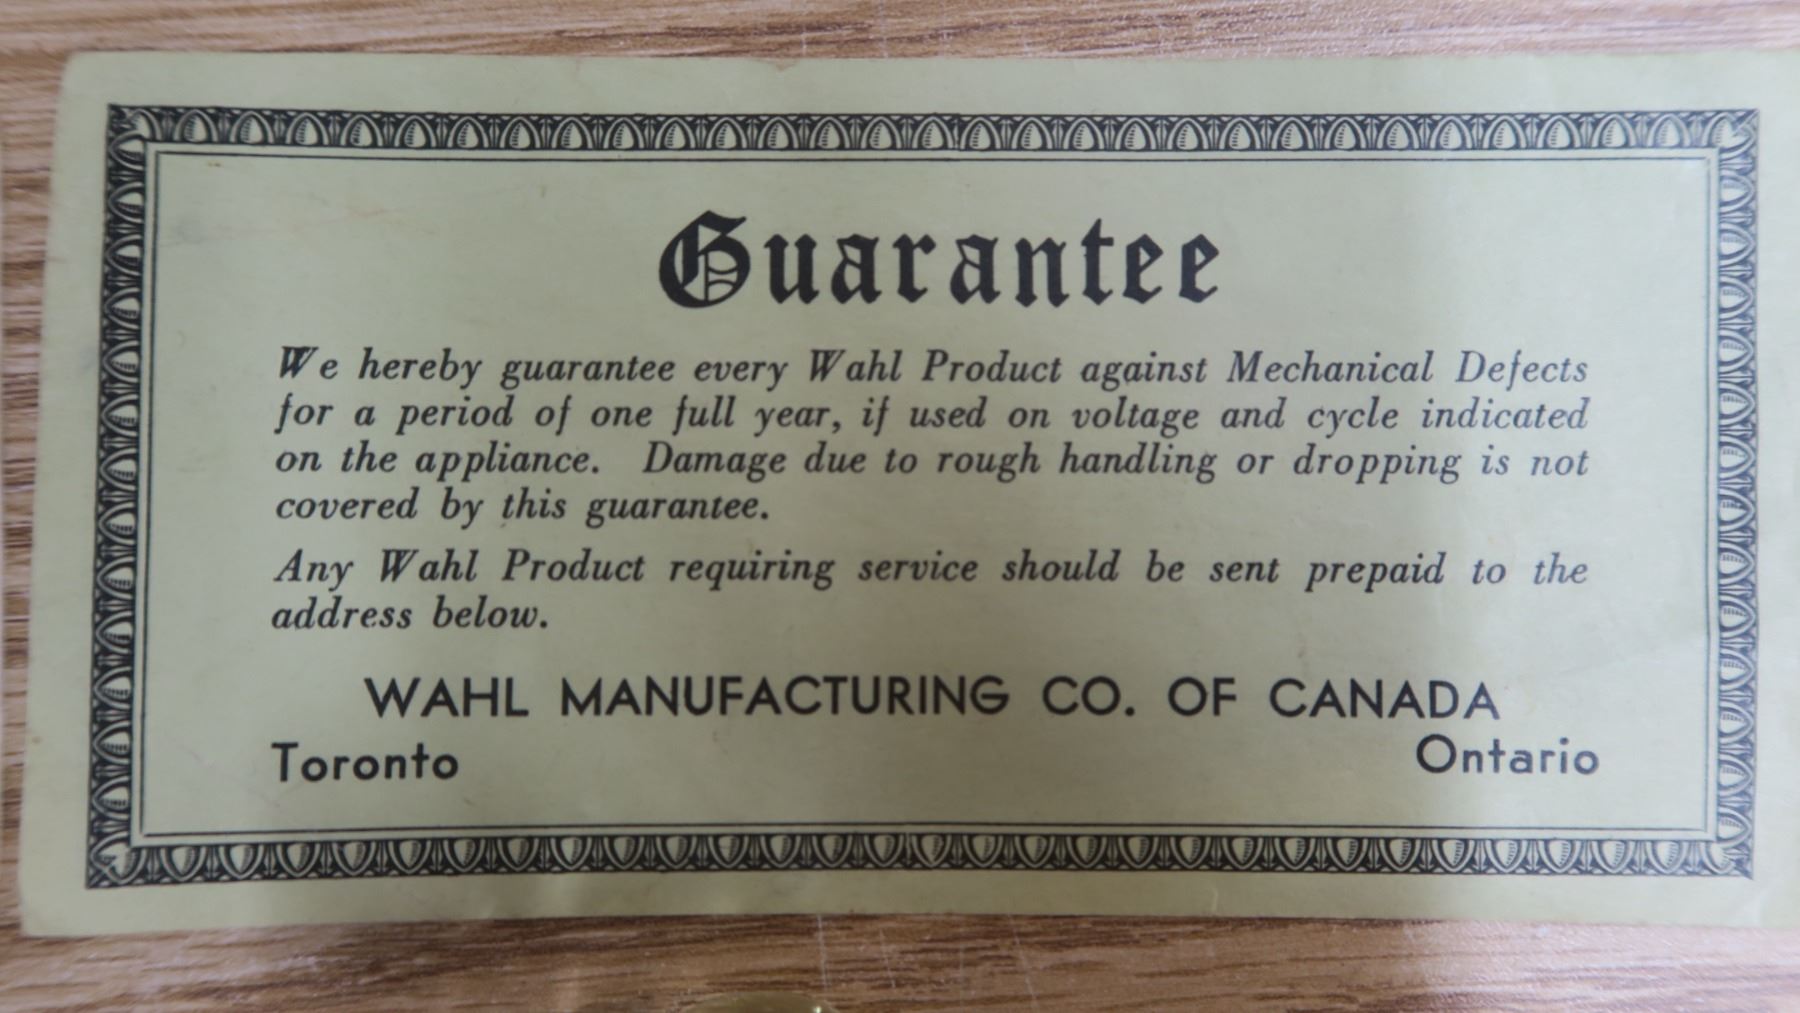 Guarantee
We hereby guarantee every Wahl Product against Mechanical Defects
for a period of one full year, if used on voltage and cycle indicated
on the appliance. Damage due to rough handling or dropping is not
covered by this guarantee.
Any Wahl Product requiring service should be sent prepaid to the
address below.
WAHL MANUFACTURING CO. OF CANADA
Toronto Ontario